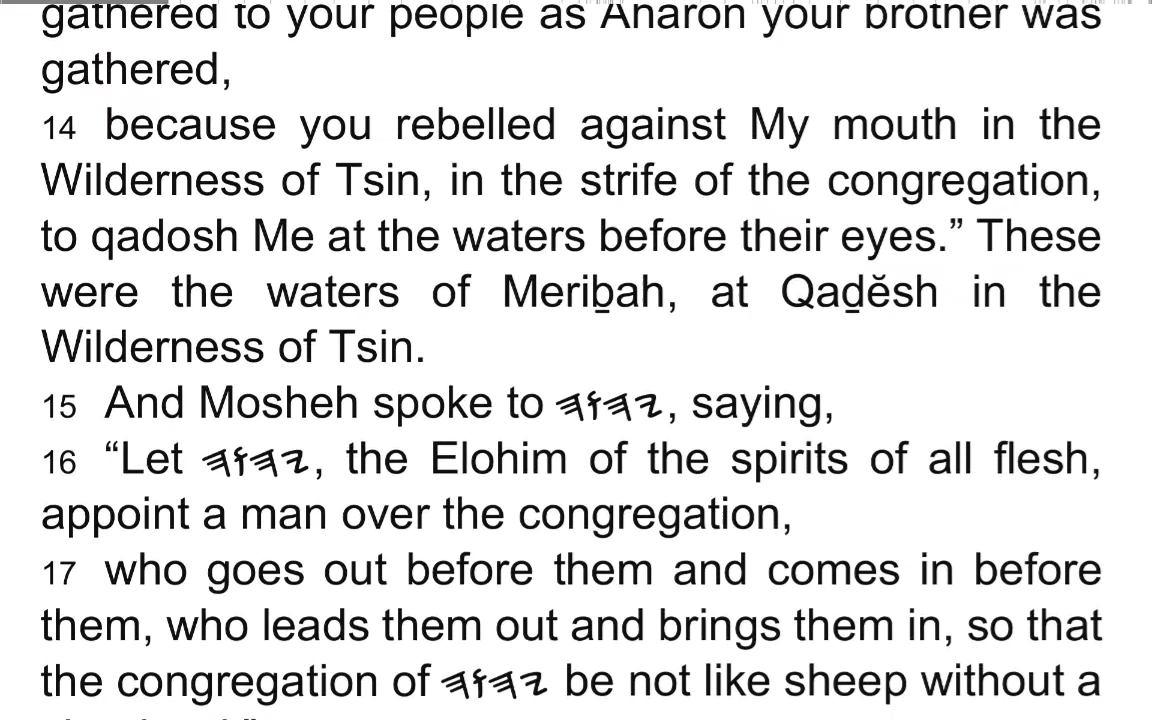 gathered to your people as Aharon your brother was
gathered,
14 because you rebelled against My mouth in the
Wilderness of Tsin, in the strife of the congregation,
to qadosh Me at the waters before their eyes.” These
were the waters of Meriḇah, at Qaḏĕsh in the
Wilderness of Tsin.
15 And Mosheh spoke to 𐤉𐤄𐤅𐤄, saying,
16 “Let 𐤉𐤄𐤅𐤄, the Elohim of the spirits of all flesh,
appoint a man over the congregation,
17 who goes out before them and comes in before
them, who leads them out and brings them in, so that
the congregation of 𐤉𐤄𐤅𐤄 be not like sheep without a